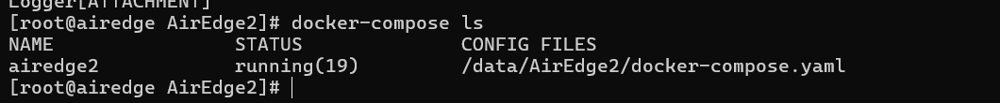 Logger[ATTACHMENT]
[root@airedge AirEdge2]# docker-compose ls
NAME                STATUS              CONFIG FILES
airedge2            running(19)         /data/AirEdge2/docker-compose.yaml
[root@airedge AirEdge2]#